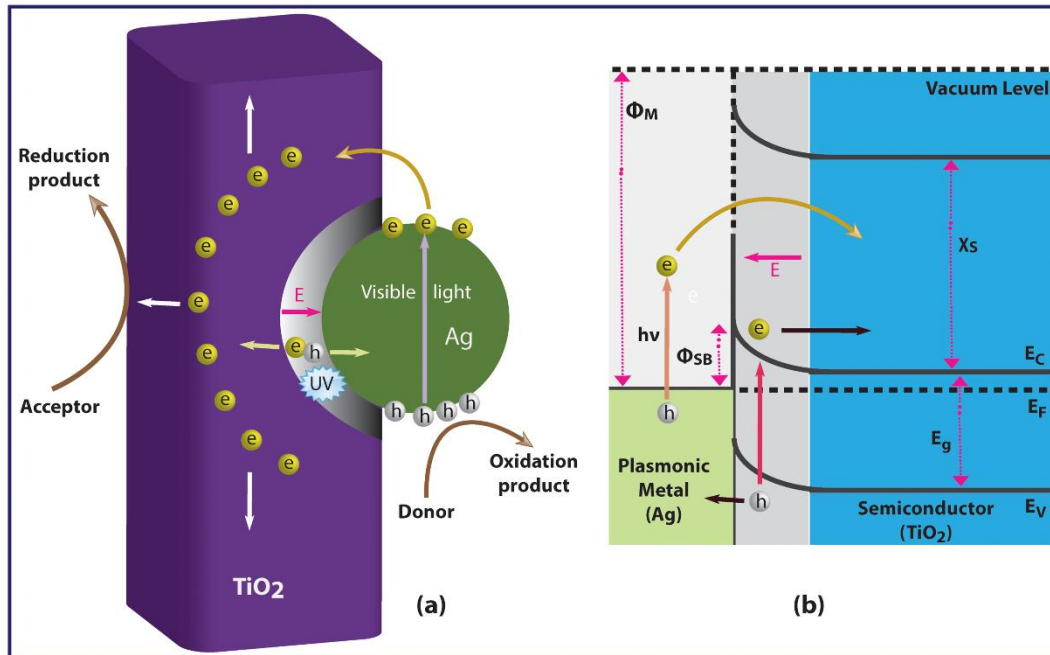 Reduction
product
Acceptor
e
e
e
e
e
e
e
e
e
e
e
e
e
E
Visible light
Ag
e
h
UV
h
h
h
h
Donor
Oxidation
product
TiO2
(a)
Vacuum Level
ΦM
XS
e
e
E
hν
e
ΦSB
EC
h
EF
Eg
Plasmonic
Metal
(Ag)
h
EV
Semiconductor
(TiO2)
(b)